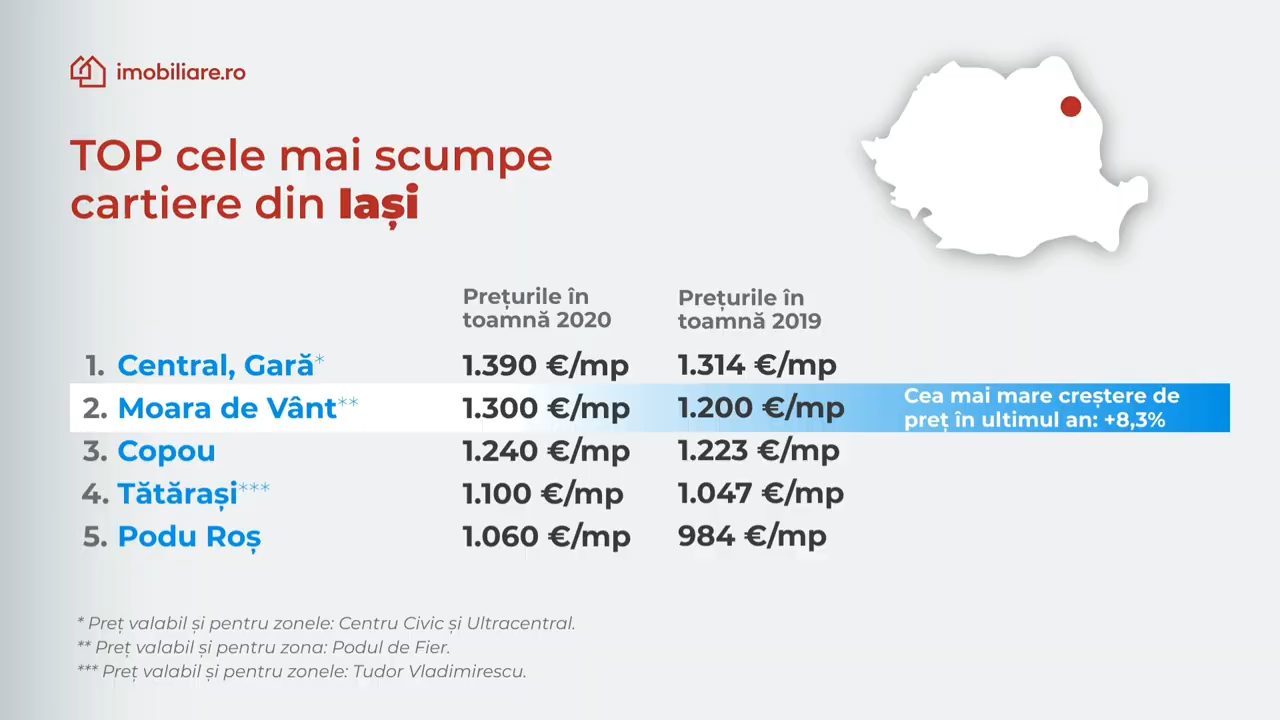 imobiliare.ro
TOP cele mai scumpe
cartiere din Iași
Prețurile în
toamnă 2020
Prețurile în
toamnă 2019
1. Central, Gară* 1.390 €/mp 1.314 €/mp
2. Moara de Vânt** 1.300 €/mp 1.200 €/mp
Cea mai mare creștere de
preț în ultimul an: +8,3%
3. Copou 1.240 €/mp 1.223 €/mp
4. Tătărași*** 1.100 €/mp 1.047 €/mp
5. Podu Roș 1.060 €/mp 984 €/mp
* Preț valabil și pentru zonele: Centru Civic și Ultracentral.
** Preț valabil și pentru zona: Podul de Fier.
*** Preț valabil și pentru zonele: Tudor Vladimirescu.